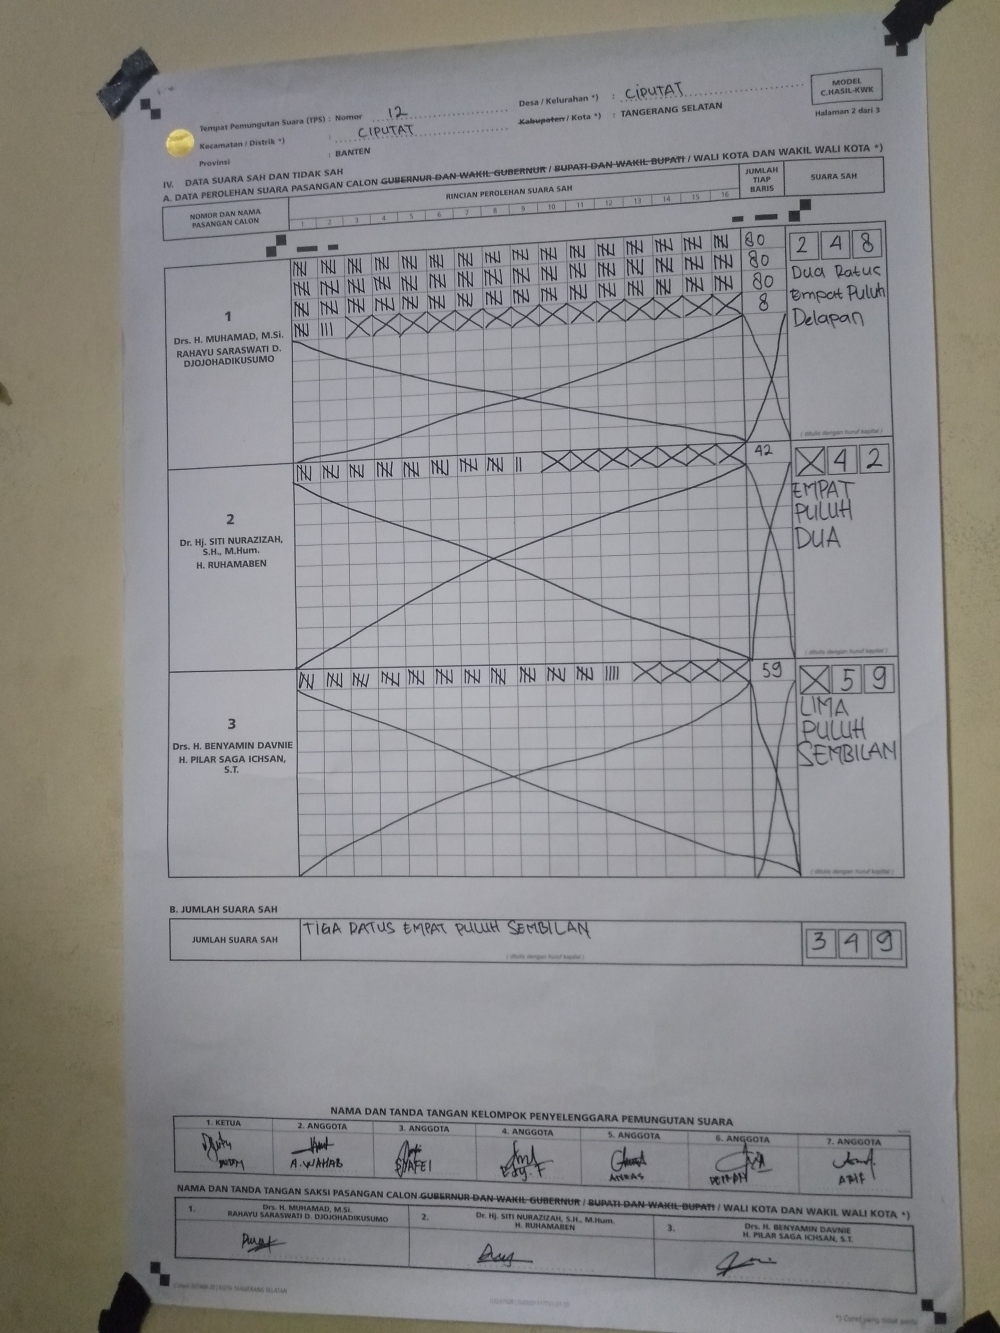 MODEL
C.HASIL-KWK
Halaman 2 dari 3
Tempat Pemungutan Suara (TPS) : Nomor 12 Desa / Kelurahan *) : CIPUTAT
Kecamatan / Distrik *) : CIPUTAT Kabupaten / Kota *) : TANGERANG SELATAN
Provinsi : BANTEN
IV. DATA SUARA SAH DAN TIDAK SAH
A. DATA PEROLEHAN SUARA PASANGAN CALON GUBERNUR DAN WAKIL GUBERNUR / BUPATI DAN WAKIL BUPATI / WALI KOTA DAN WAKIL WALI KOTA *)
NOMOR DAN NAMA
PASANGAN CALON
RINCIAN PEROLEHAN SUARA SAH
1 2 3 4 5 6 7 8 9 10 11 12 13 14 15 16
JUMLAH
TIAP
BARIS
SUARA SAH
1
Drs. H. MUHAMAD, M.Si.
RAHAYU SARASWATI D.
DJOJOHADIKUSUMO
80
80
80
8
2 4 8
Dua Ratus
Empat Puluh
Delapan
( ditulis dengan huruf kapital )
2
Dr. Hj. SITI NURAZIZAH,
S.H., M.Hum.
H. RUHAMABEN
42
X 4 2
EMPAT
PULUH
DUA
( ditulis dengan huruf kapital )
3
Drs. H. BENYAMIN DAVNIE
H. PILAR SAGA ICHSAN,
S.T.
59
X 5 9
LIMA
PULUH
SEMBILAN
( ditulis dengan huruf kapital )
B. JUMLAH SUARA SAH
JUMLAH SUARA SAH
TIGA RATUS EMPAT PULUH SEMBILAN
( ditulis dengan huruf kapital )
3 4 9
NAMA DAN TANDA TANGAN KELOMPOK PENYELENGGARA PEMUNGUTAN SUARA
1. KETUA 2. ANGGOTA 3. ANGGOTA 4. ANGGOTA 5. ANGGOTA 6. ANGGOTA 7. ANGGOTA
A. WAHAB SYAFEI ARIF
NAMA DAN TANDA TANGAN SAKSI PASANGAN CALON GUBERNUR DAN WAKIL GUBERNUR / BUPATI DAN WAKIL BUPATI / WALI KOTA DAN WAKIL WALI KOTA *)
1. Drs. H. MUHAMAD, M.Si.
RAHAYU SARASWATI D. DJOJOHADIKUSUMO
2. Dr. Hj. SITI NURAZIZAH, S.H., M.Hum.
H. RUHAMABEN
3. Drs. H. BENYAMIN DAVNIE
H. PILAR SAGA ICHSAN, S.T.
*) Coret yang tidak perlu